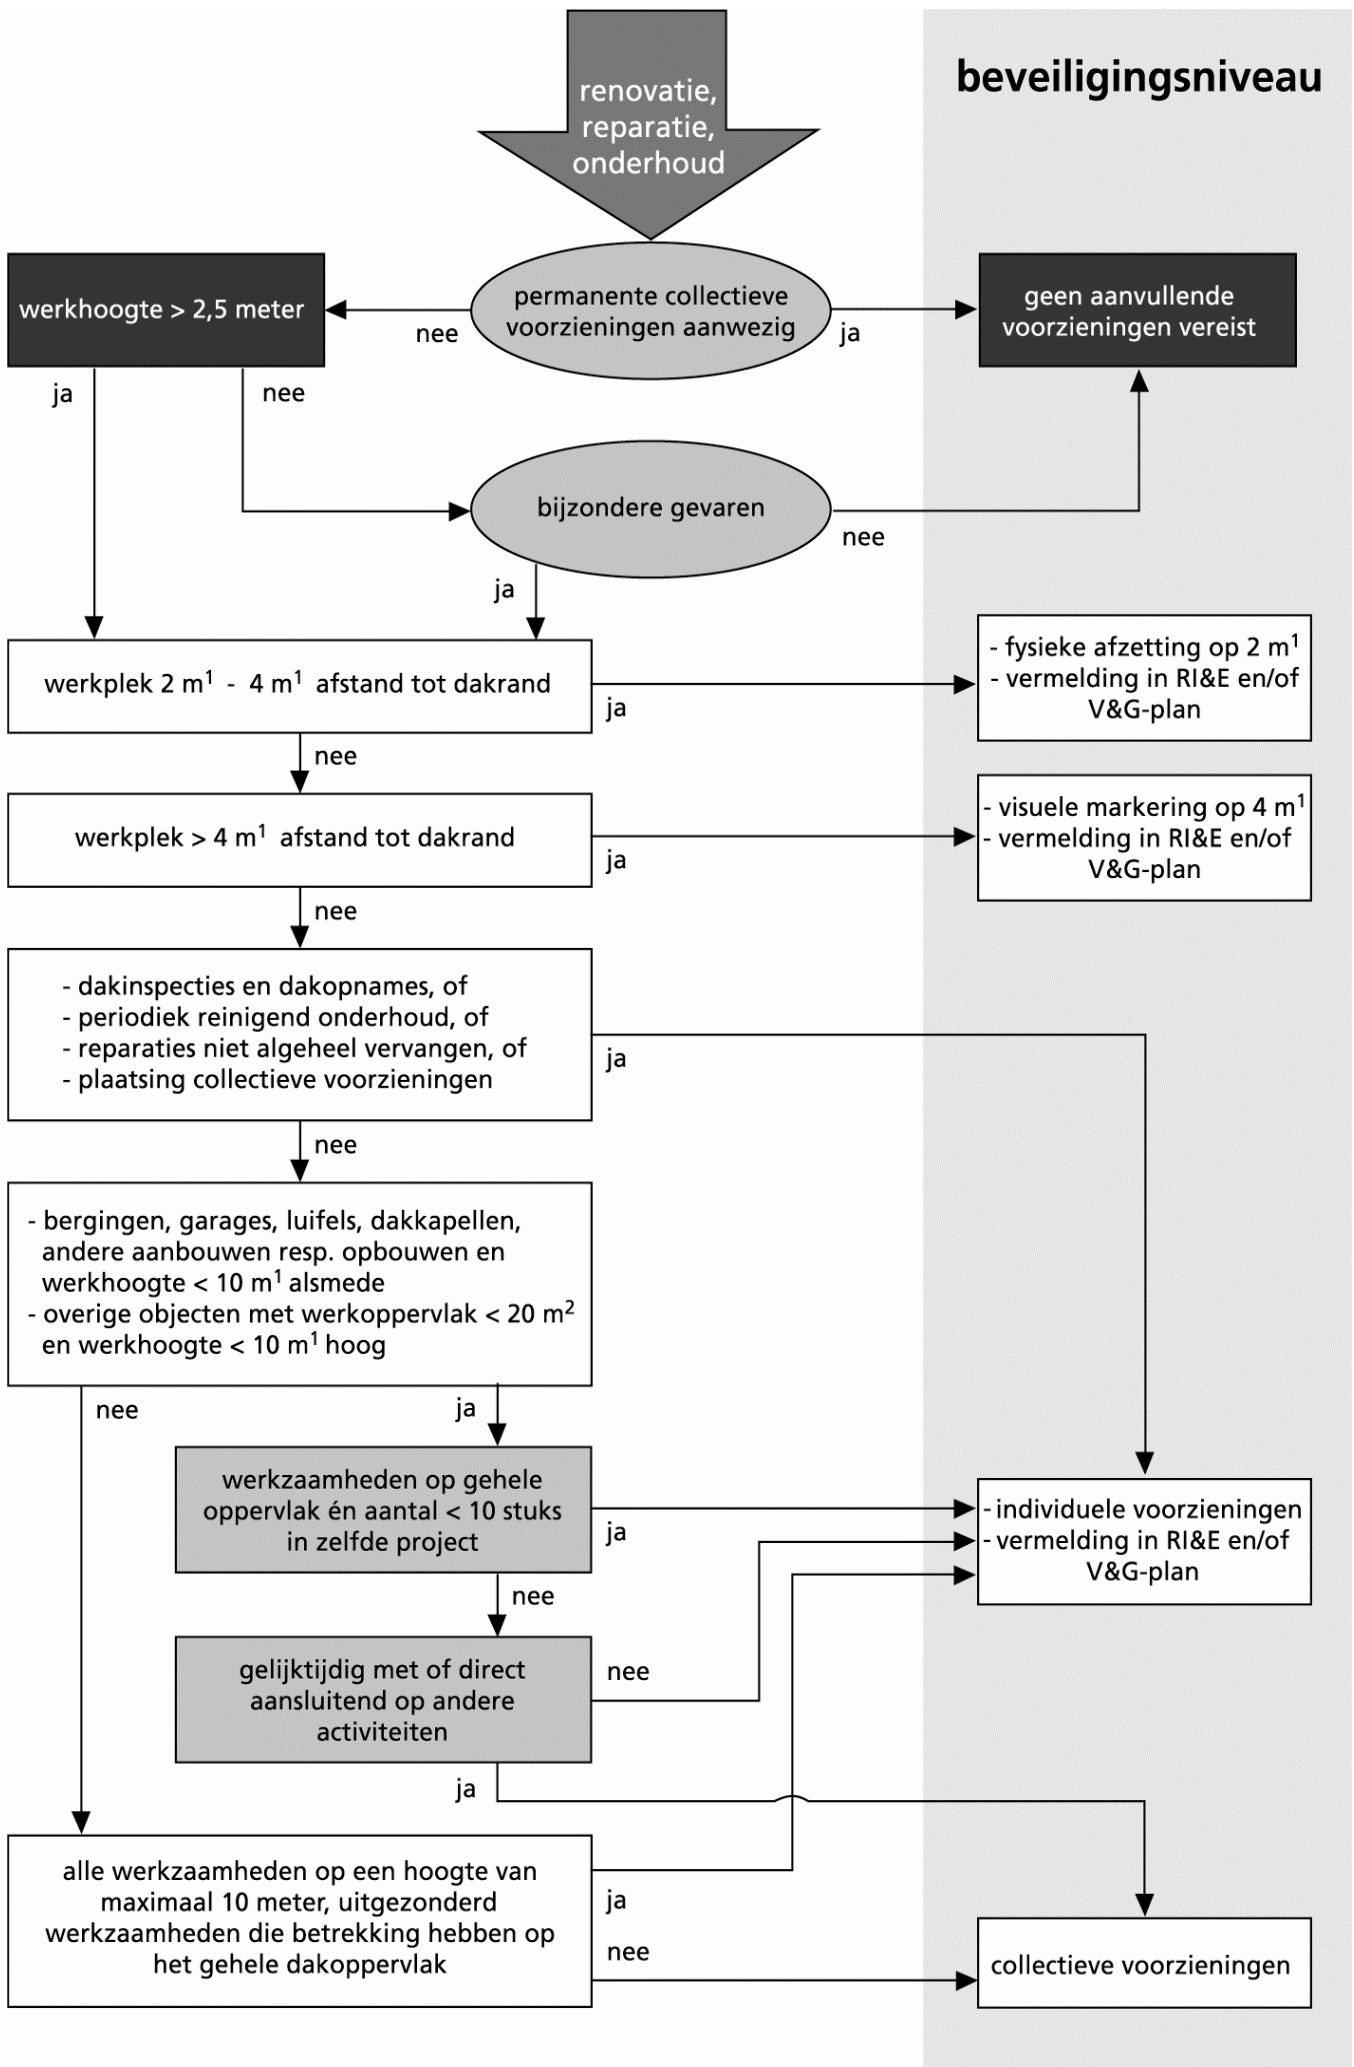 renovatie,
reparatie,
onderhoud
beveiligingsniveau
werkhoogte > 2,5 meter
nee
permanente collectieve
voorzieningen aanwezig
ja
geen aanvullende
voorzieningen vereist
ja
nee
bijzondere gevaren
nee
ja
werkplek 2 m¹ - 4 m¹ afstand tot dakrand
ja
- fysieke afzetting op 2 m¹
- vermelding in RI&E en/of
V&G-plan
nee
werkplek > 4 m¹ afstand tot dakrand
ja
- visuele markering op 4 m¹
- vermelding in RI&E en/of
V&G-plan
nee
- dakinspecties en dakopnames, of
- periodiek reinigend onderhoud, of
- reparaties niet algeheel vervangen, of
- plaatsing collectieve voorzieningen
ja
nee
- bergingen, garages, luifels, dakkapellen,
andere aanbouwen resp. opbouwen en
werkhoogte < 10 m¹ alsmede
- overige objecten met werkoppervlak < 20 m²
en werkhoogte < 10 m¹ hoog
nee
ja
werkzaamheden op gehele
oppervlak én aantal < 10 stuks
in zelfde project
ja
- individuele voorzieningen
- vermelding in RI&E en/of
V&G-plan
nee
gelijktijdig met of direct
aansluitend op andere
activiteiten
nee
ja
alle werkzaamheden op een hoogte van
maximaal 10 meter, uitgezonderd
werkzaamheden die betrekking hebben op
het gehele dakoppervlak
ja
nee
collectieve voorzieningen